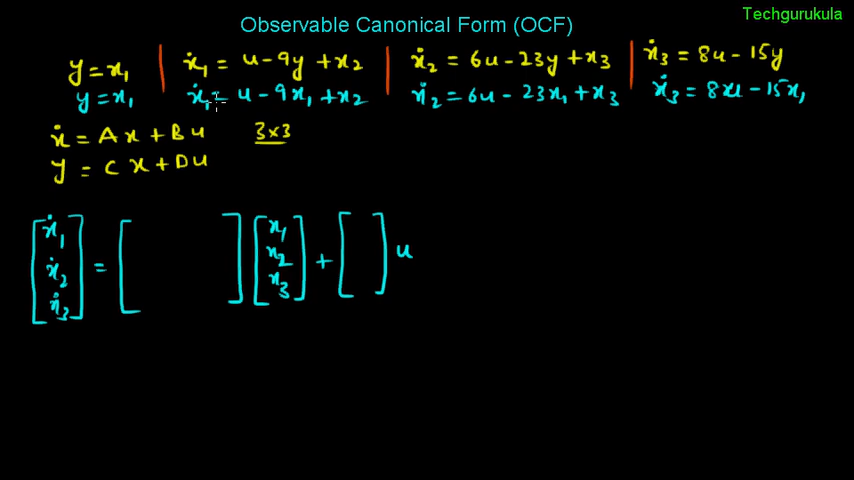 Techgurukula
Observable Canonical Form (OCF)
y = x₁ | ẋ₁ = u - 9y + x₂ | ẋ₂ = 6u - 23y + x₃ | ẋ₃ = 8u - 15y
y = x₁ ẋ₁ = u - 9x₁ + x₂ ẋ₂ = 6u - 23x₁ + x₃ ẋ₃ = 8u - 15x₁
ẋ = Ax + Bu 3×3
y = Cx + Du
[ẋ₁ ẋ₂ ẋ₃] = [ ] [x₁ x₂ x₃] + [ ] u